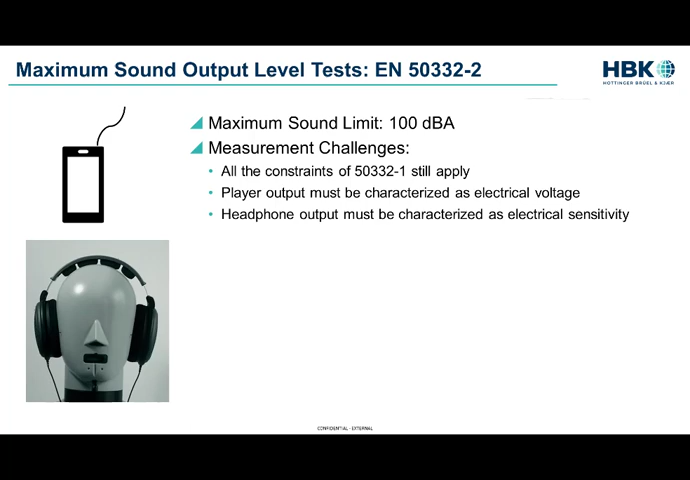 Maximum Sound Output Level Tests: EN 50332-2
HBK
HOTTINGER BRÜEL & KJÆR
Maximum Sound Limit: 100 dBA
Measurement Challenges:
All the constraints of 50332-1 still apply
Player output must be characterized as electrical voltage
Headphone output must be characterized as electrical sensitivity
CONFIDENTIAL - EXTERNAL